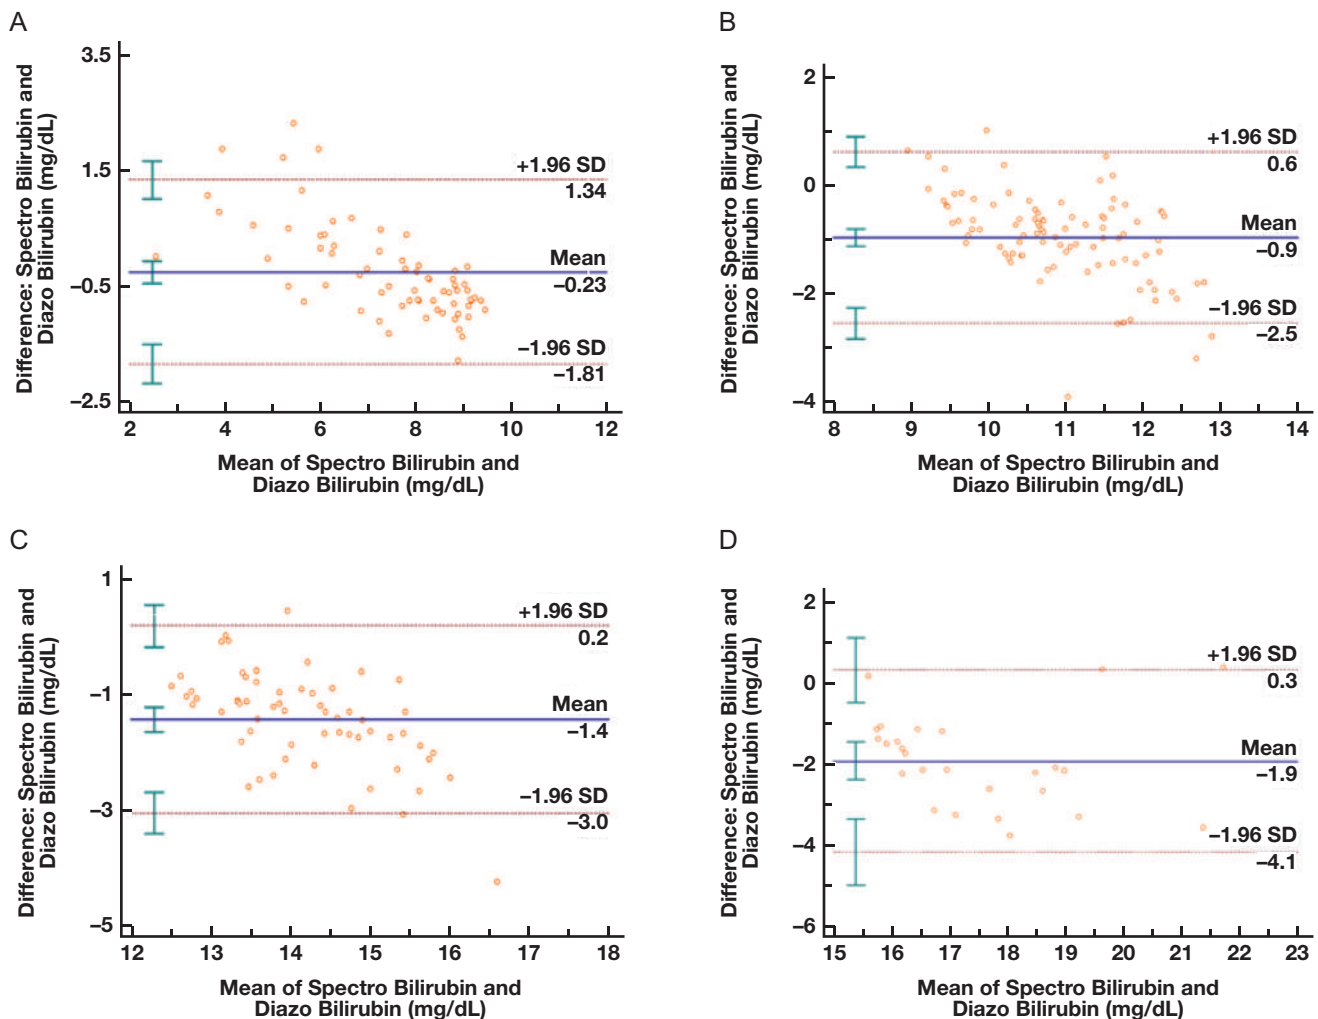 A
Difference: Spectro Bilirubin and
Diazo Bilirubin (mg/dL)
3.5
1.5
−0.5
−2.5
+1.96 SD
1.34
Mean
−0.23
−1.96 SD
−1.81
2 4 6 8 10 12
Mean of Spectro Bilirubin and
Diazo Bilirubin (mg/dL)
B
Difference: Spectro Bilirubin and
Diazo Bilirubin (mg/dL)
2
0
−2
−4
+1.96 SD
0.6
Mean
−0.9
−1.96 SD
−2.5
8 9 10 11 12 13 14
Mean of Spectro Bilirubin and
Diazo Bilirubin (mg/dL)
C
Difference: Spectro Bilirubin and
Diazo Bilirubin (mg/dL)
1
−1
−3
−5
+1.96 SD
0.2
Mean
−1.4
−1.96 SD
−3.0
12 13 14 15 16 17 18
Mean of Spectro Bilirubin and
Diazo Bilirubin (mg/dL)
D
Difference: Spectro Bilirubin and
Diazo Bilirubin (mg/dL)
2
0
−2
−4
−6
+1.96 SD
0.3
Mean
−1.9
−1.96 SD
−4.1
15 16 17 18 19 20 21 22 23
Mean of Spectro Bilirubin and
Diazo Bilirubin (mg/dL)